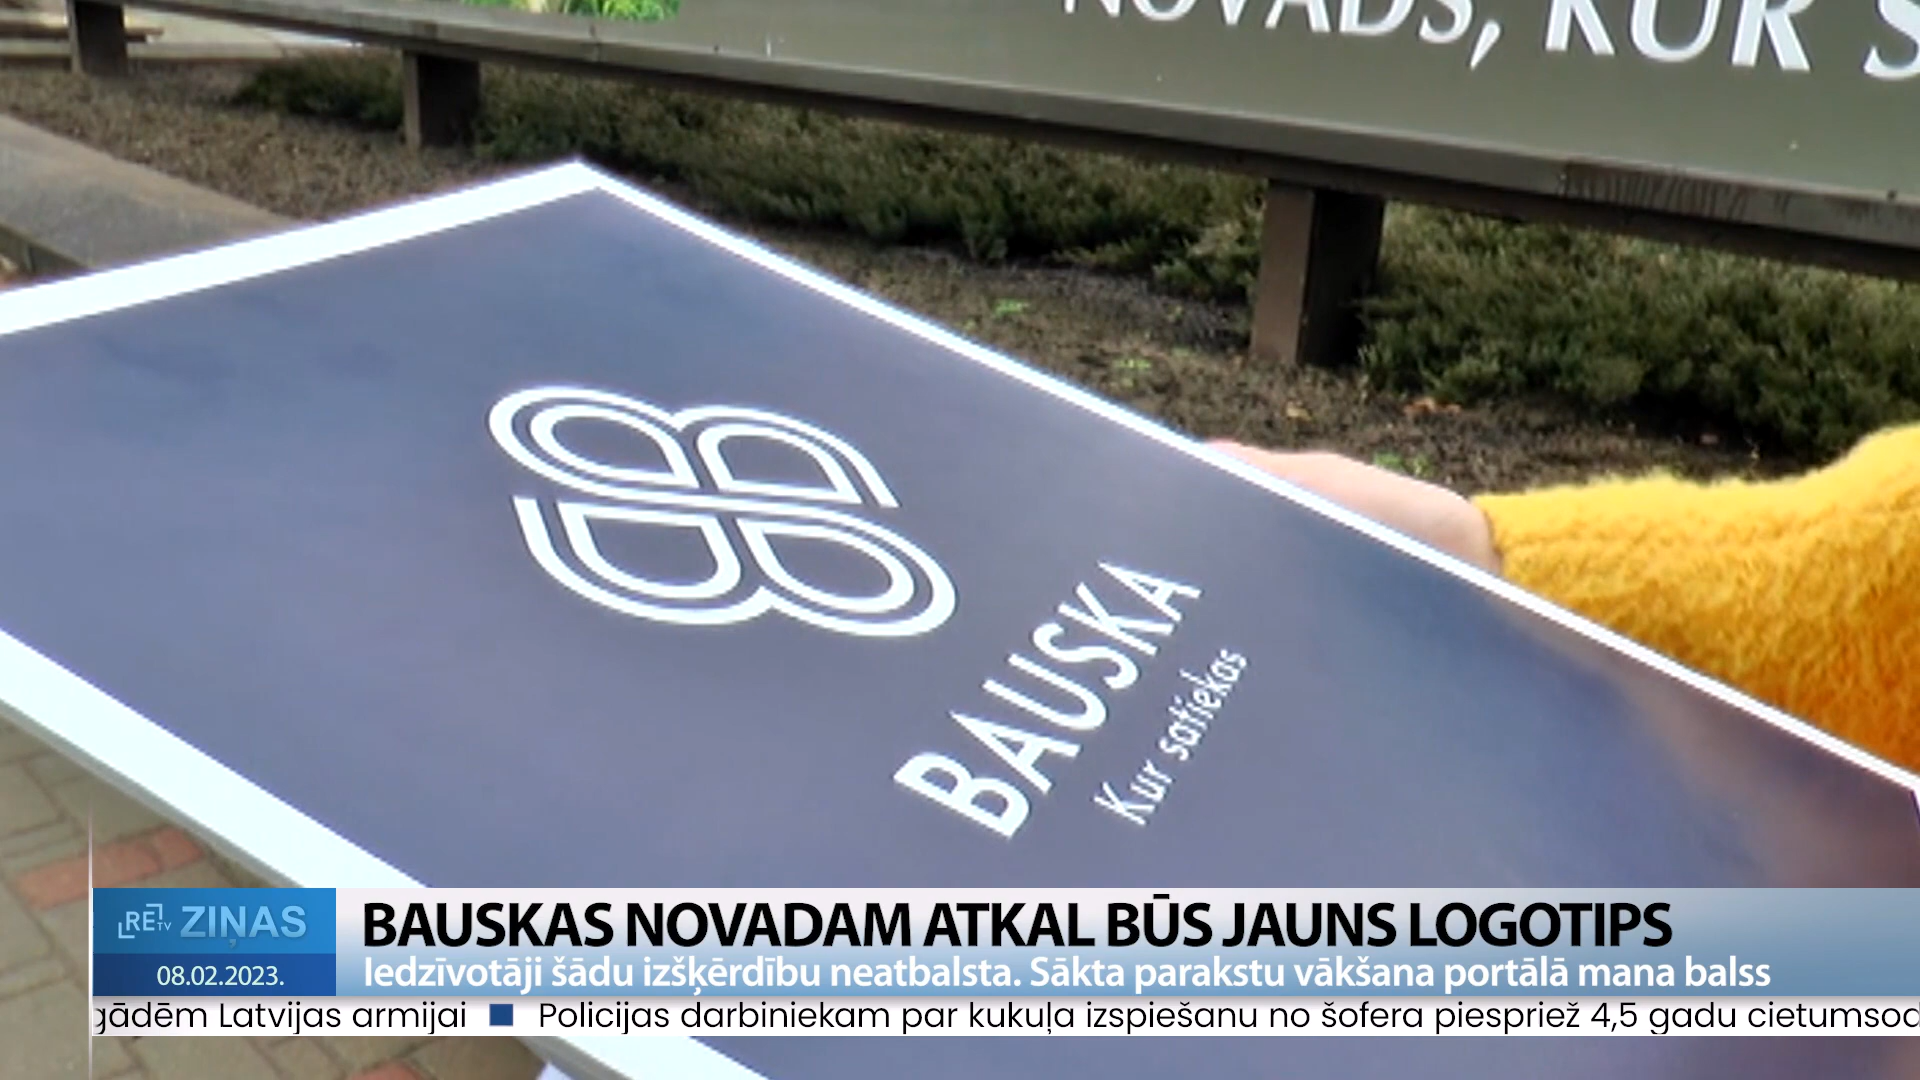 NOVADS, KUR S
BAUSKA
Kur satiekas
RE TV ZIŅAS
BAUSKAS NOVADAM ATKAL BŪS JAUNS LOGOTIPS
08.02.2023.
Iedzīvotāji šādu izšķērdību neatbalsta. Sākta parakstu vākšana portālā mana balss
gādēm Latvijas armijai ■ Policijas darbiniekam par kukuļa izspiešanu no šofera piespriež 4,5 gadu cietumsod